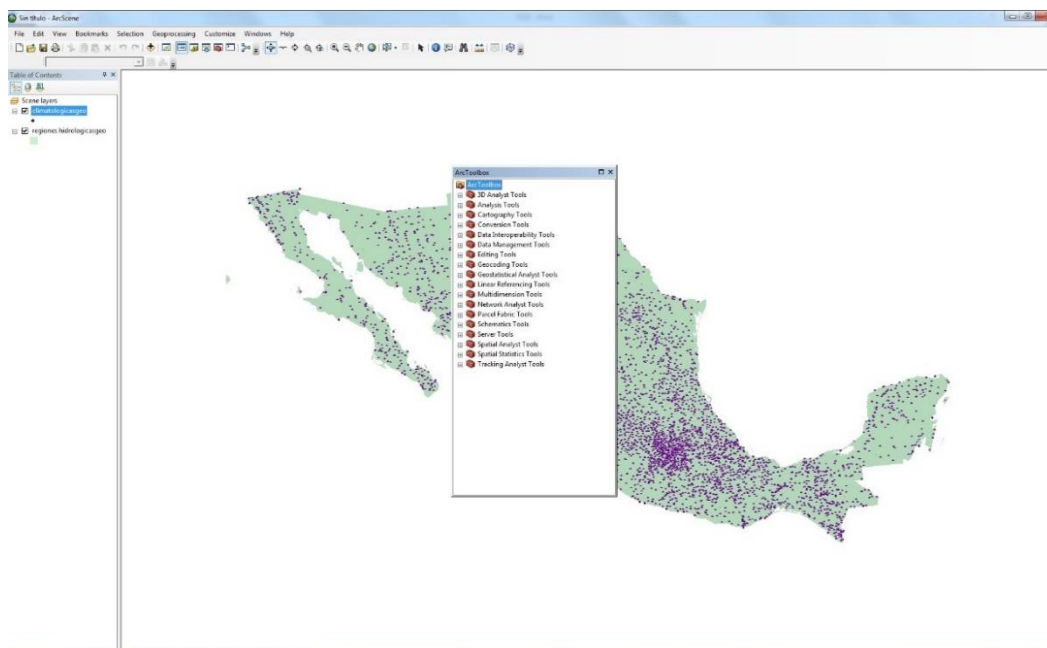 Sin título - ArcScene
File Edit View Bookmarks Selection Geoprocessing Customize Windows Help
Table of Contents
Scene layers
climatologicasgeo
regiones hidrologicasgeo
ArcToolbox
ArcToolbox
3D Analyst Tools
Analysis Tools
Cartography Tools
Conversion Tools
Data Interoperability Tools
Data Management Tools
Editing Tools
Geocoding Tools
Geostatistical Analyst Tools
Linear Referencing Tools
Multidimension Tools
Network Analyst Tools
Parcel Fabric Tools
Schematics Tools
Server Tools
Spatial Analyst Tools
Spatial Statistics Tools
Tracking Analyst Tools